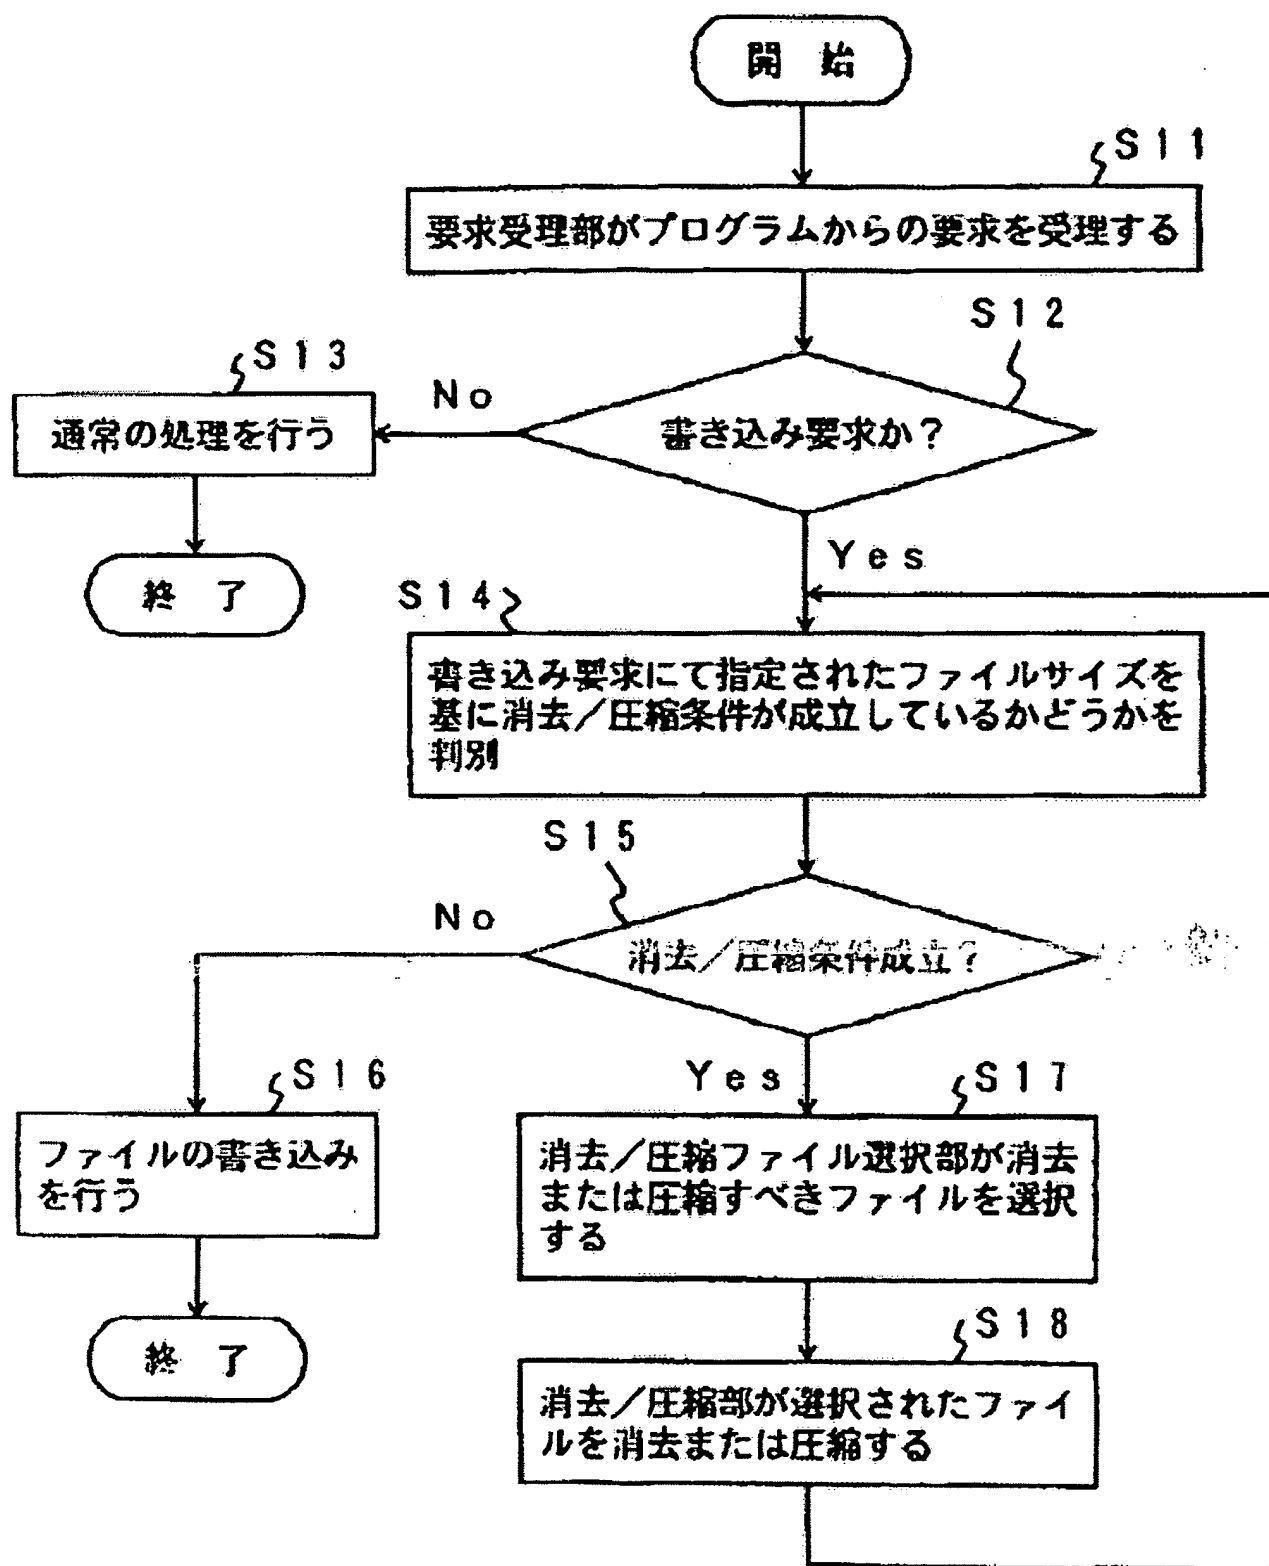 開 始
S11
要求受理部がプログラムからの要求を受理する
S12
書き込み要求か？
No
S13
通常の処理を行う
終 了
Yes
S14
書き込み要求にて指定されたファイルサイズを
基に消去／圧縮条件が成立しているかどうかを
判別
S15
消去／圧縮条件成立？
No
S16
ファイルの書き込み
を行う
終 了
Yes
S17
消去／圧縮ファイル選択部が消去
または圧縮すべきファイルを選択
する
S18
消去／圧縮部が選択されたファイ
ルを消去または圧縮する